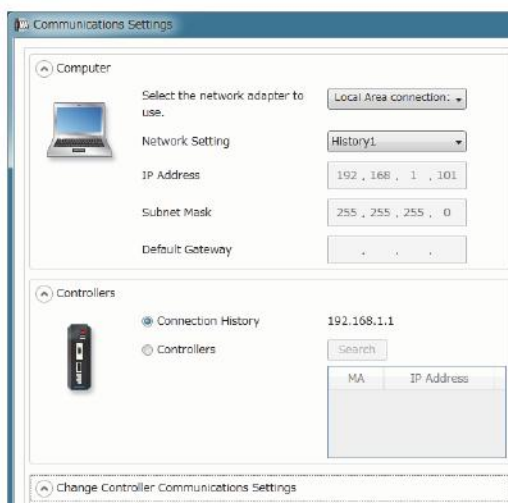 Communications Settings
Computer
Select the network adapter to
use.
Local Area connection:
Network Setting
History1
IP Address
192 . 168 . 1 . 101
Subnet Mask
255 . 255 . 255 . 0
Default Gateway
. . .
Controllers
Connection History
192.168.1.1
Controllers
Search
MA
IP Address
Change Controller Communications Settings